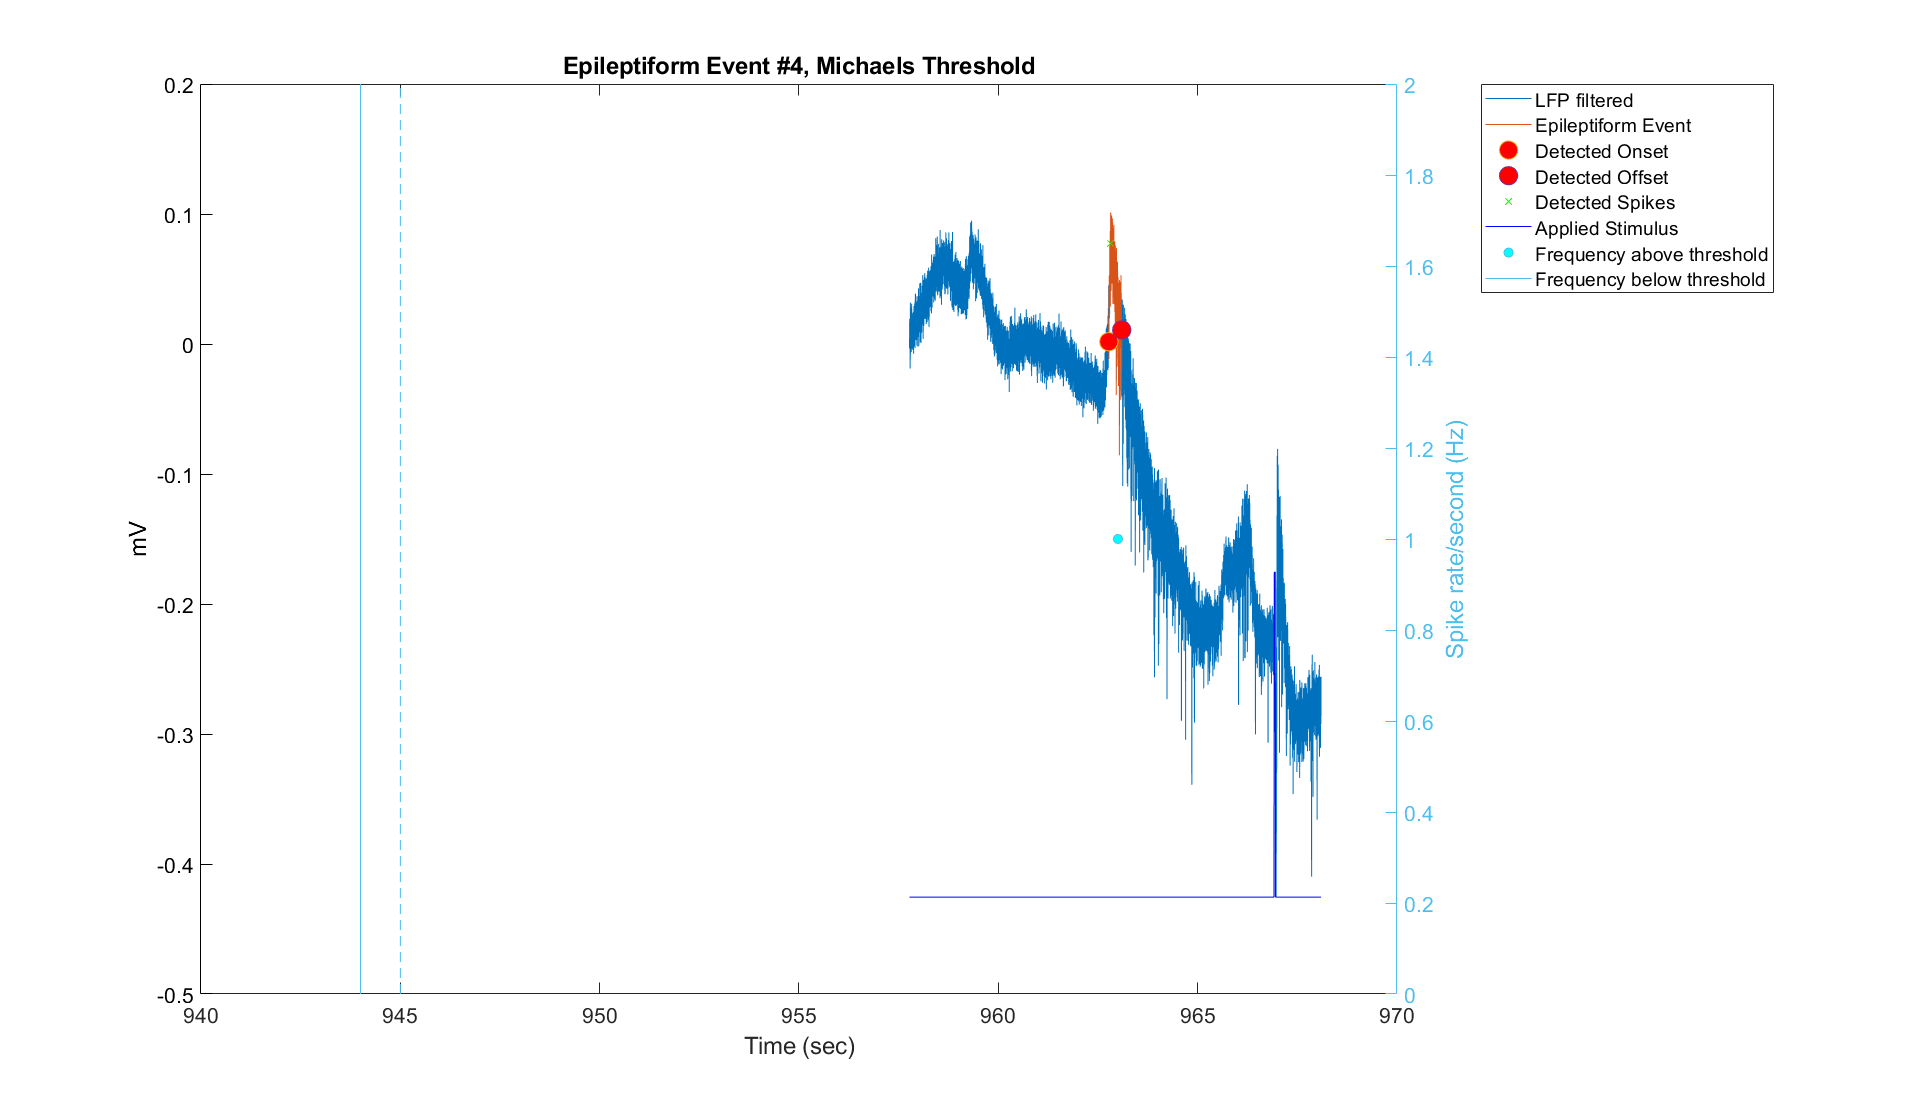 Epileptiform Event #4, Michaels Threshold
0.2
0.1
0
-0.1
-0.2
-0.3
-0.4
-0.5
mV
940
945
950
955
960
965
970
Time (sec)
2
1.8
1.6
1.4
1.2
1
0.8
0.6
0.4
0.2
0
Spike rate/second (Hz)
LFP filtered
Epileptiform Event
Detected Onset
Detected Offset
Detected Spikes
Applied Stimulus
Frequency above threshold
Frequency below threshold